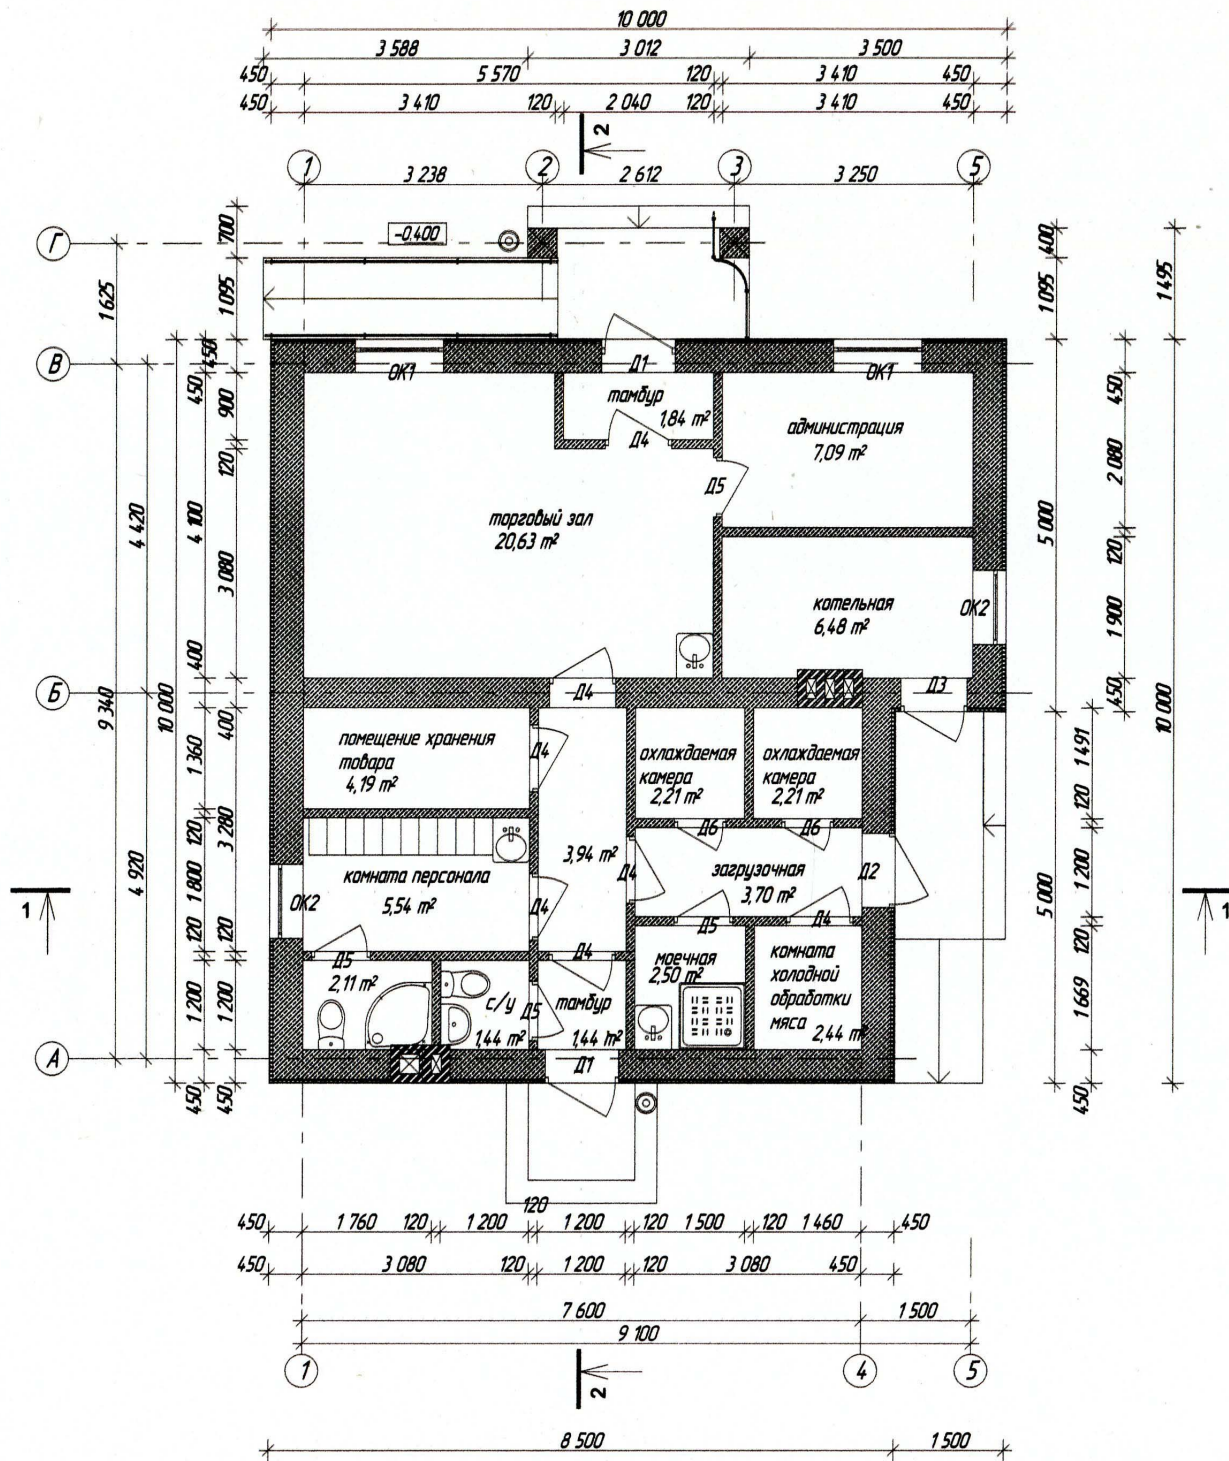 10 000
3 588 3 012 3 500
450 5 570 120 3 410 450
450 3 410 120 2 040 120 3 410 450
2
1 2 3 5
3 238 2 612 3 250
Г
-0.400
700
1 095
1 625
400
1 095
1 495
В
450
450
900
120
4 100
4 420
3 080
400
ОК1
Д1
ОК1
тамбур
1,84 m²
Д4
администрация
7,09 m²
Д5
торговый зал
20,63 m²
котельная
6,48 m²
ОК2
450
2 080
5 000
120
1 900
450
Б
Д4
Д3
9 340
10 000
400
1 360
120
3 280
4 920
1 800
120
120
1 200
1 200
450
450
помещение хранения
товара
4,19 m²
Д4
охлаждаемая
камера
2,21 m²
охлаждаемая
камера
2,21 m²
Д6
Д6
3,94 m²
Д4
загрузочная
3,70 m²
Д2
комната персонала
5,54 m²
ОК2
Д4
Д5
Д4
Д5
Д4
2,11 m²
с/у
1,44 m²
Д5
тамбур
1,44 m²
моечная
2,50 m²
комната
холодной
обработки
мяса
2,44 m²
10 000
1 491
120
1 200
5 000
120
1 669
450
1
1
А
Д1
120
450 1 760 120 1 200 1 200 120 1 500 120 1 460 450
450 3 080 120 1 200 120 3 080 450
7 600 1 500
9 100
1 4 5
2
8 500 1 500